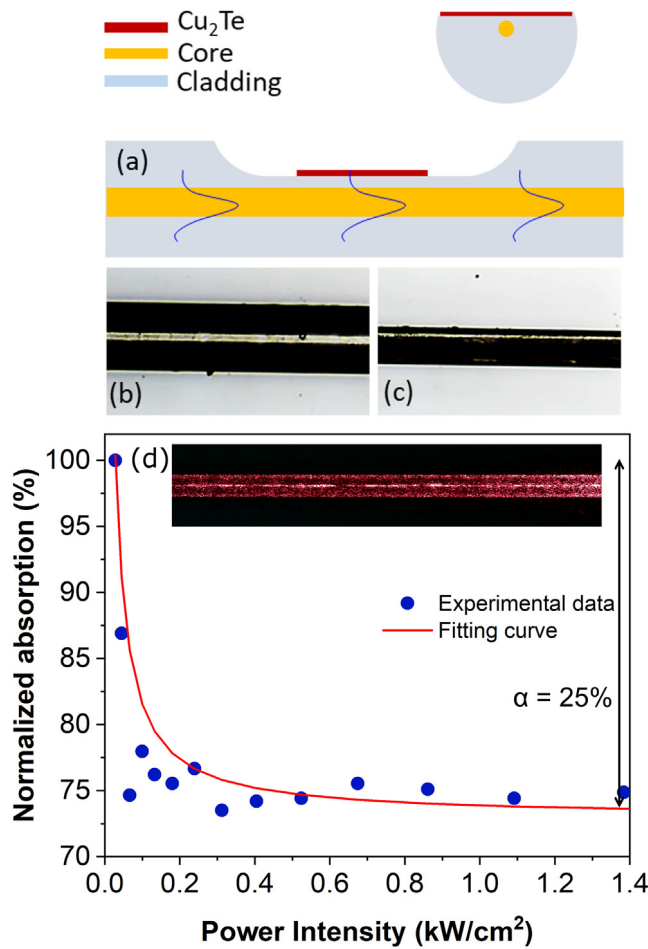 Cu₂Te
Core
Cladding
(a)
(b)
(c)
(d)
Normalized absorption (%)
100
95
90
85
80
75
70
Experimental data
Fitting curve
α = 25%
0.0 0.2 0.4 0.6 0.8 1.0 1.2 1.4
Power Intensity (kW/cm²)